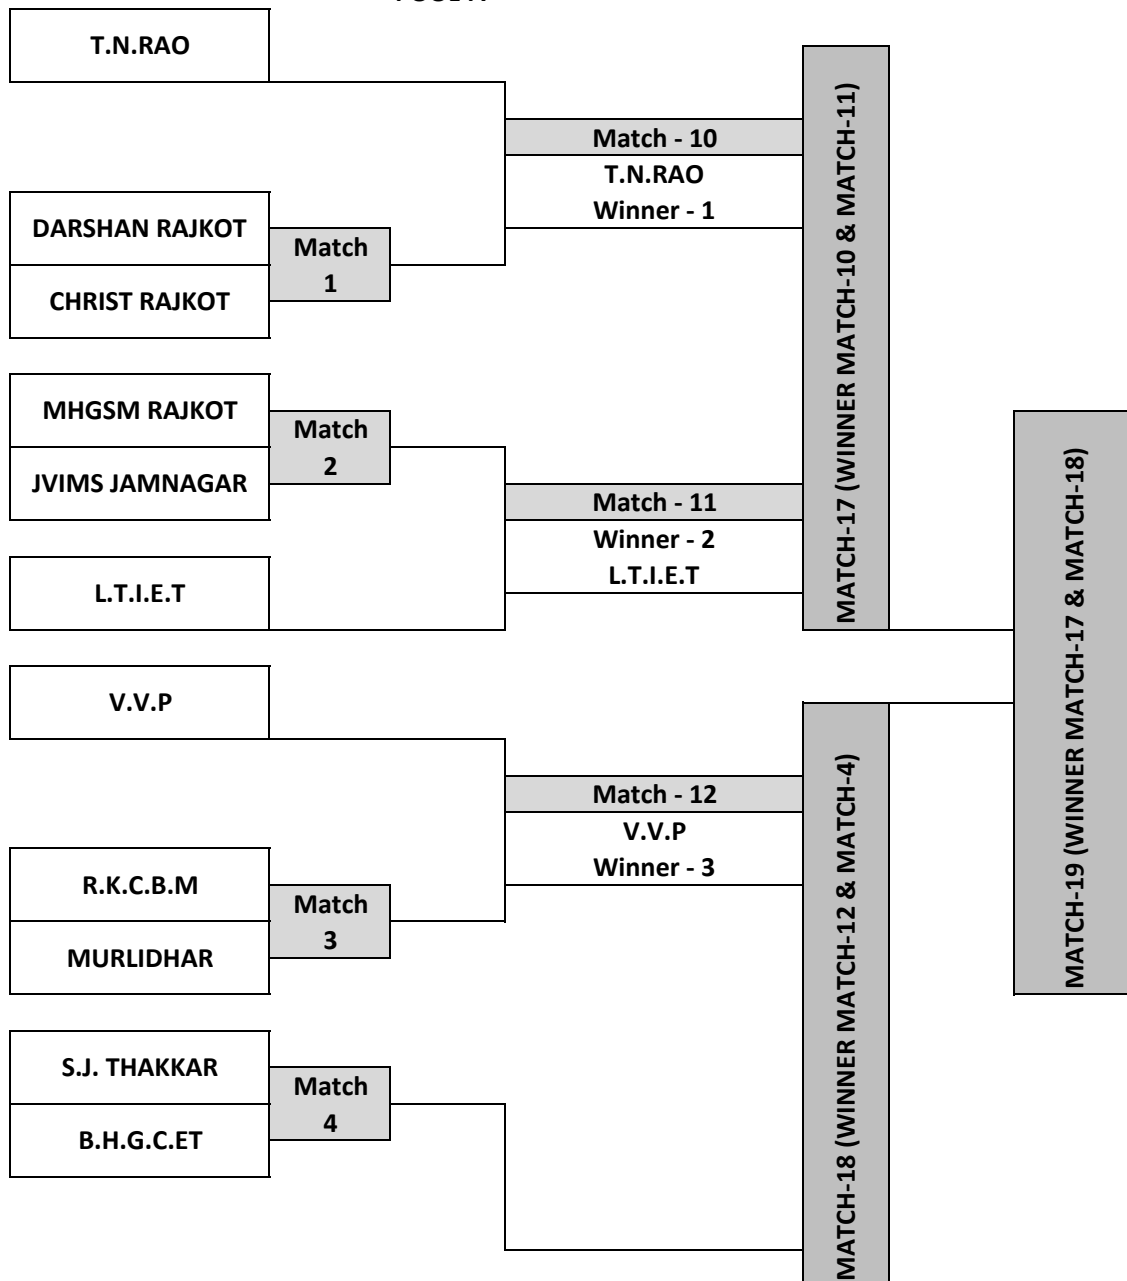 T.N.RAO
Match - 10
T.N.RAO
Winner - 1
DARSHAN RAJKOT
CHRIST RAJKOT
Match
1
MHGSM RAJKOT
JVIMS JAMNAGAR
Match
2
Match - 11
Winner - 2
L.T.I.E.T
L.T.I.E.T
MATCH-17 (WINNER MATCH-10 & MATCH-11)
V.V.P
Match - 12
V.V.P
Winner - 3
R.K.C.B.M
MURLIDHAR
Match
3
S.J. THAKKAR
B.H.G.C.ET
Match
4
MATCH-18 (WINNER MATCH-12 & MATCH-4)
MATCH-19 (WINNER MATCH-17 & MATCH-18)